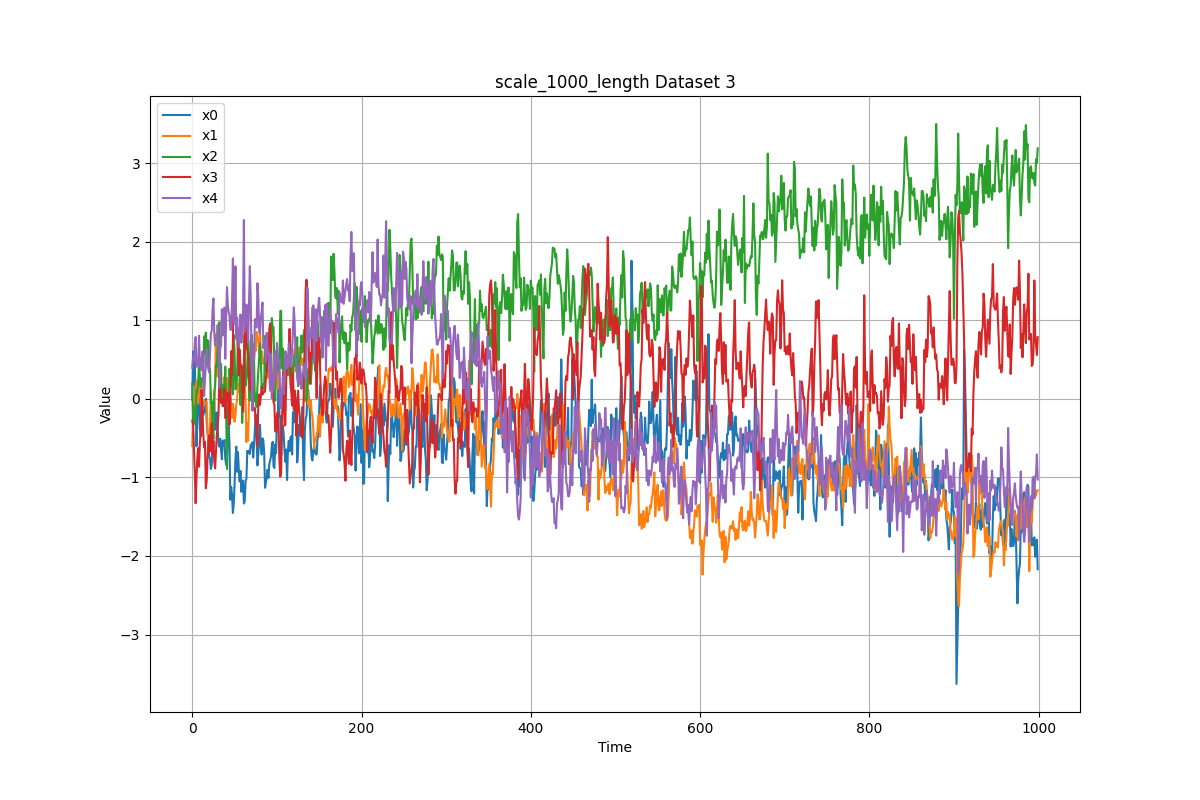 scale_1000_length Dataset 3
x0
x1
x2
x3
x4
Value
3
2
1
0
−1
−2
−3
0 200 400 600 800 1000
Time